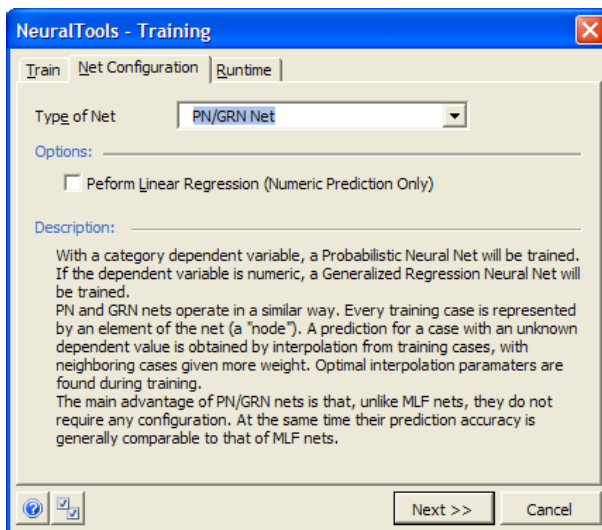 NeuralTools - Training
Train Net Configuration Runtime
Type of Net PN/GRN Net
Options:
Peform Linear Regression (Numeric Prediction Only)
Description:
With a category dependent variable, a Probabilistic Neural Net will be trained.
If the dependent variable is numeric, a Generalized Regression Neural Net will
be trained.
PN and GRN nets operate in a similar way. Every training case is represented
by an element of the net (a "node"). A prediction for a case with an unknown
dependent value is obtained by interpolation from training cases, with
neighboring cases given more weight. Optimal interpolation paramaters are
found during training.
The main advantage of PN/GRN nets is that, unlike MLF nets, they do not
require any configuration. At the same time their prediction accuracy is
generally comparable to that of MLF nets.
Next >> Cancel